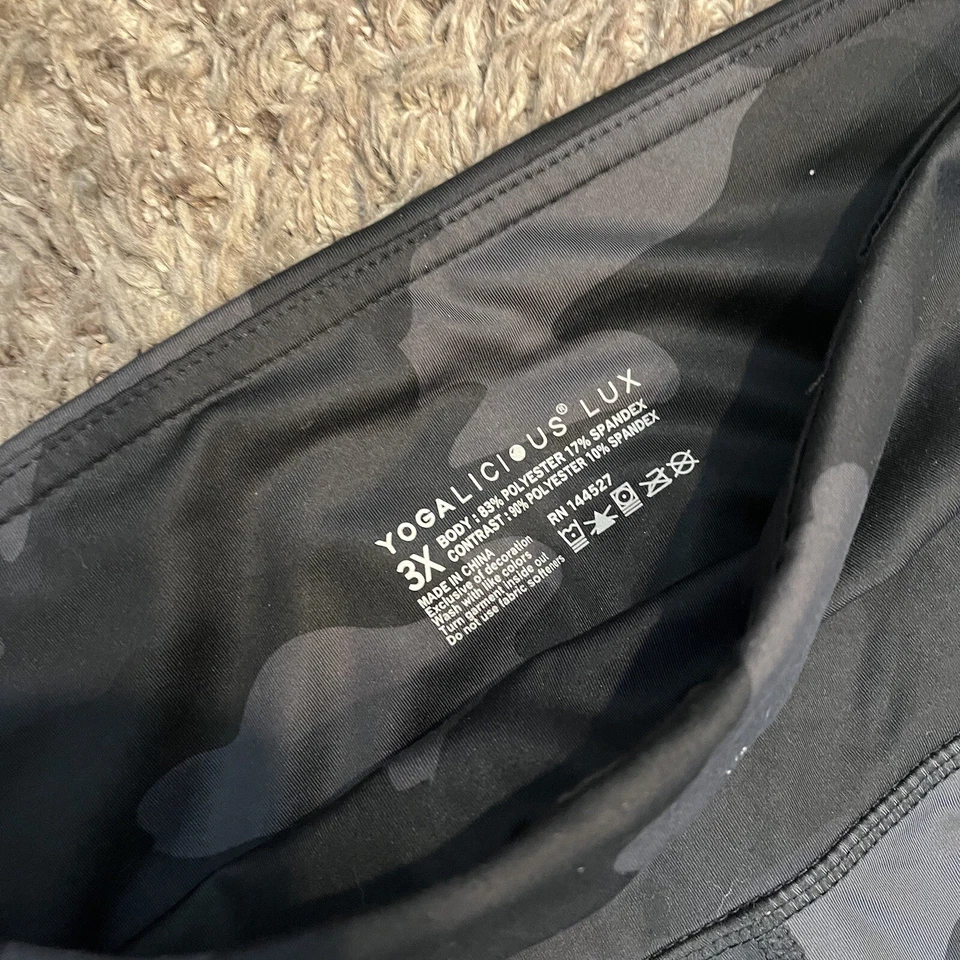 YOGALICIOUS® LUX
3X
BODY : 83% POLYESTER 17% SPANDEX
CONTRAST : 90% POLYESTER 10% SPANDEX
MADE IN CHINA
Exclusive of decoration
Wash with like colors
Turn garment inside out
Do not use fabric softeners
RN 144527